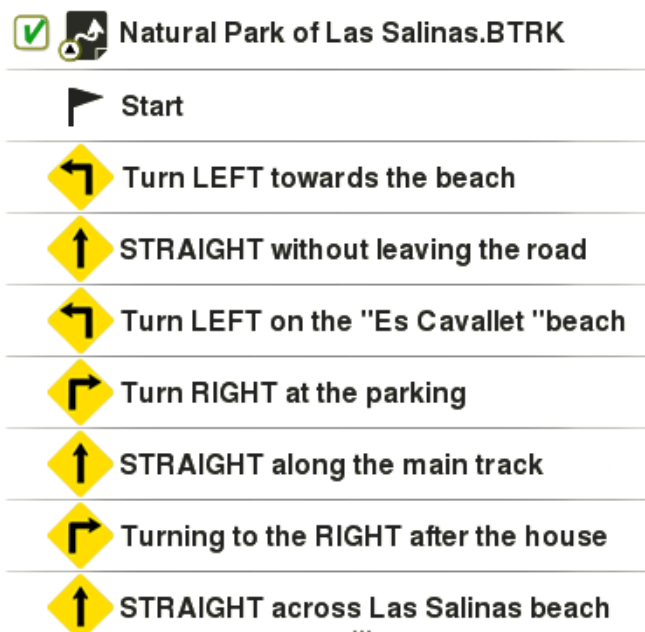 Natural Park of Las Salinas.BTRK
Start
Turn LEFT towards the beach
STRAIGHT without leaving the road
Turn LEFT on the "Es Cavallet "beach
Turn RIGHT at the parking
STRAIGHT along the main track
Turning to the RIGHT after the house
STRAIGHT across Las Salinas beach